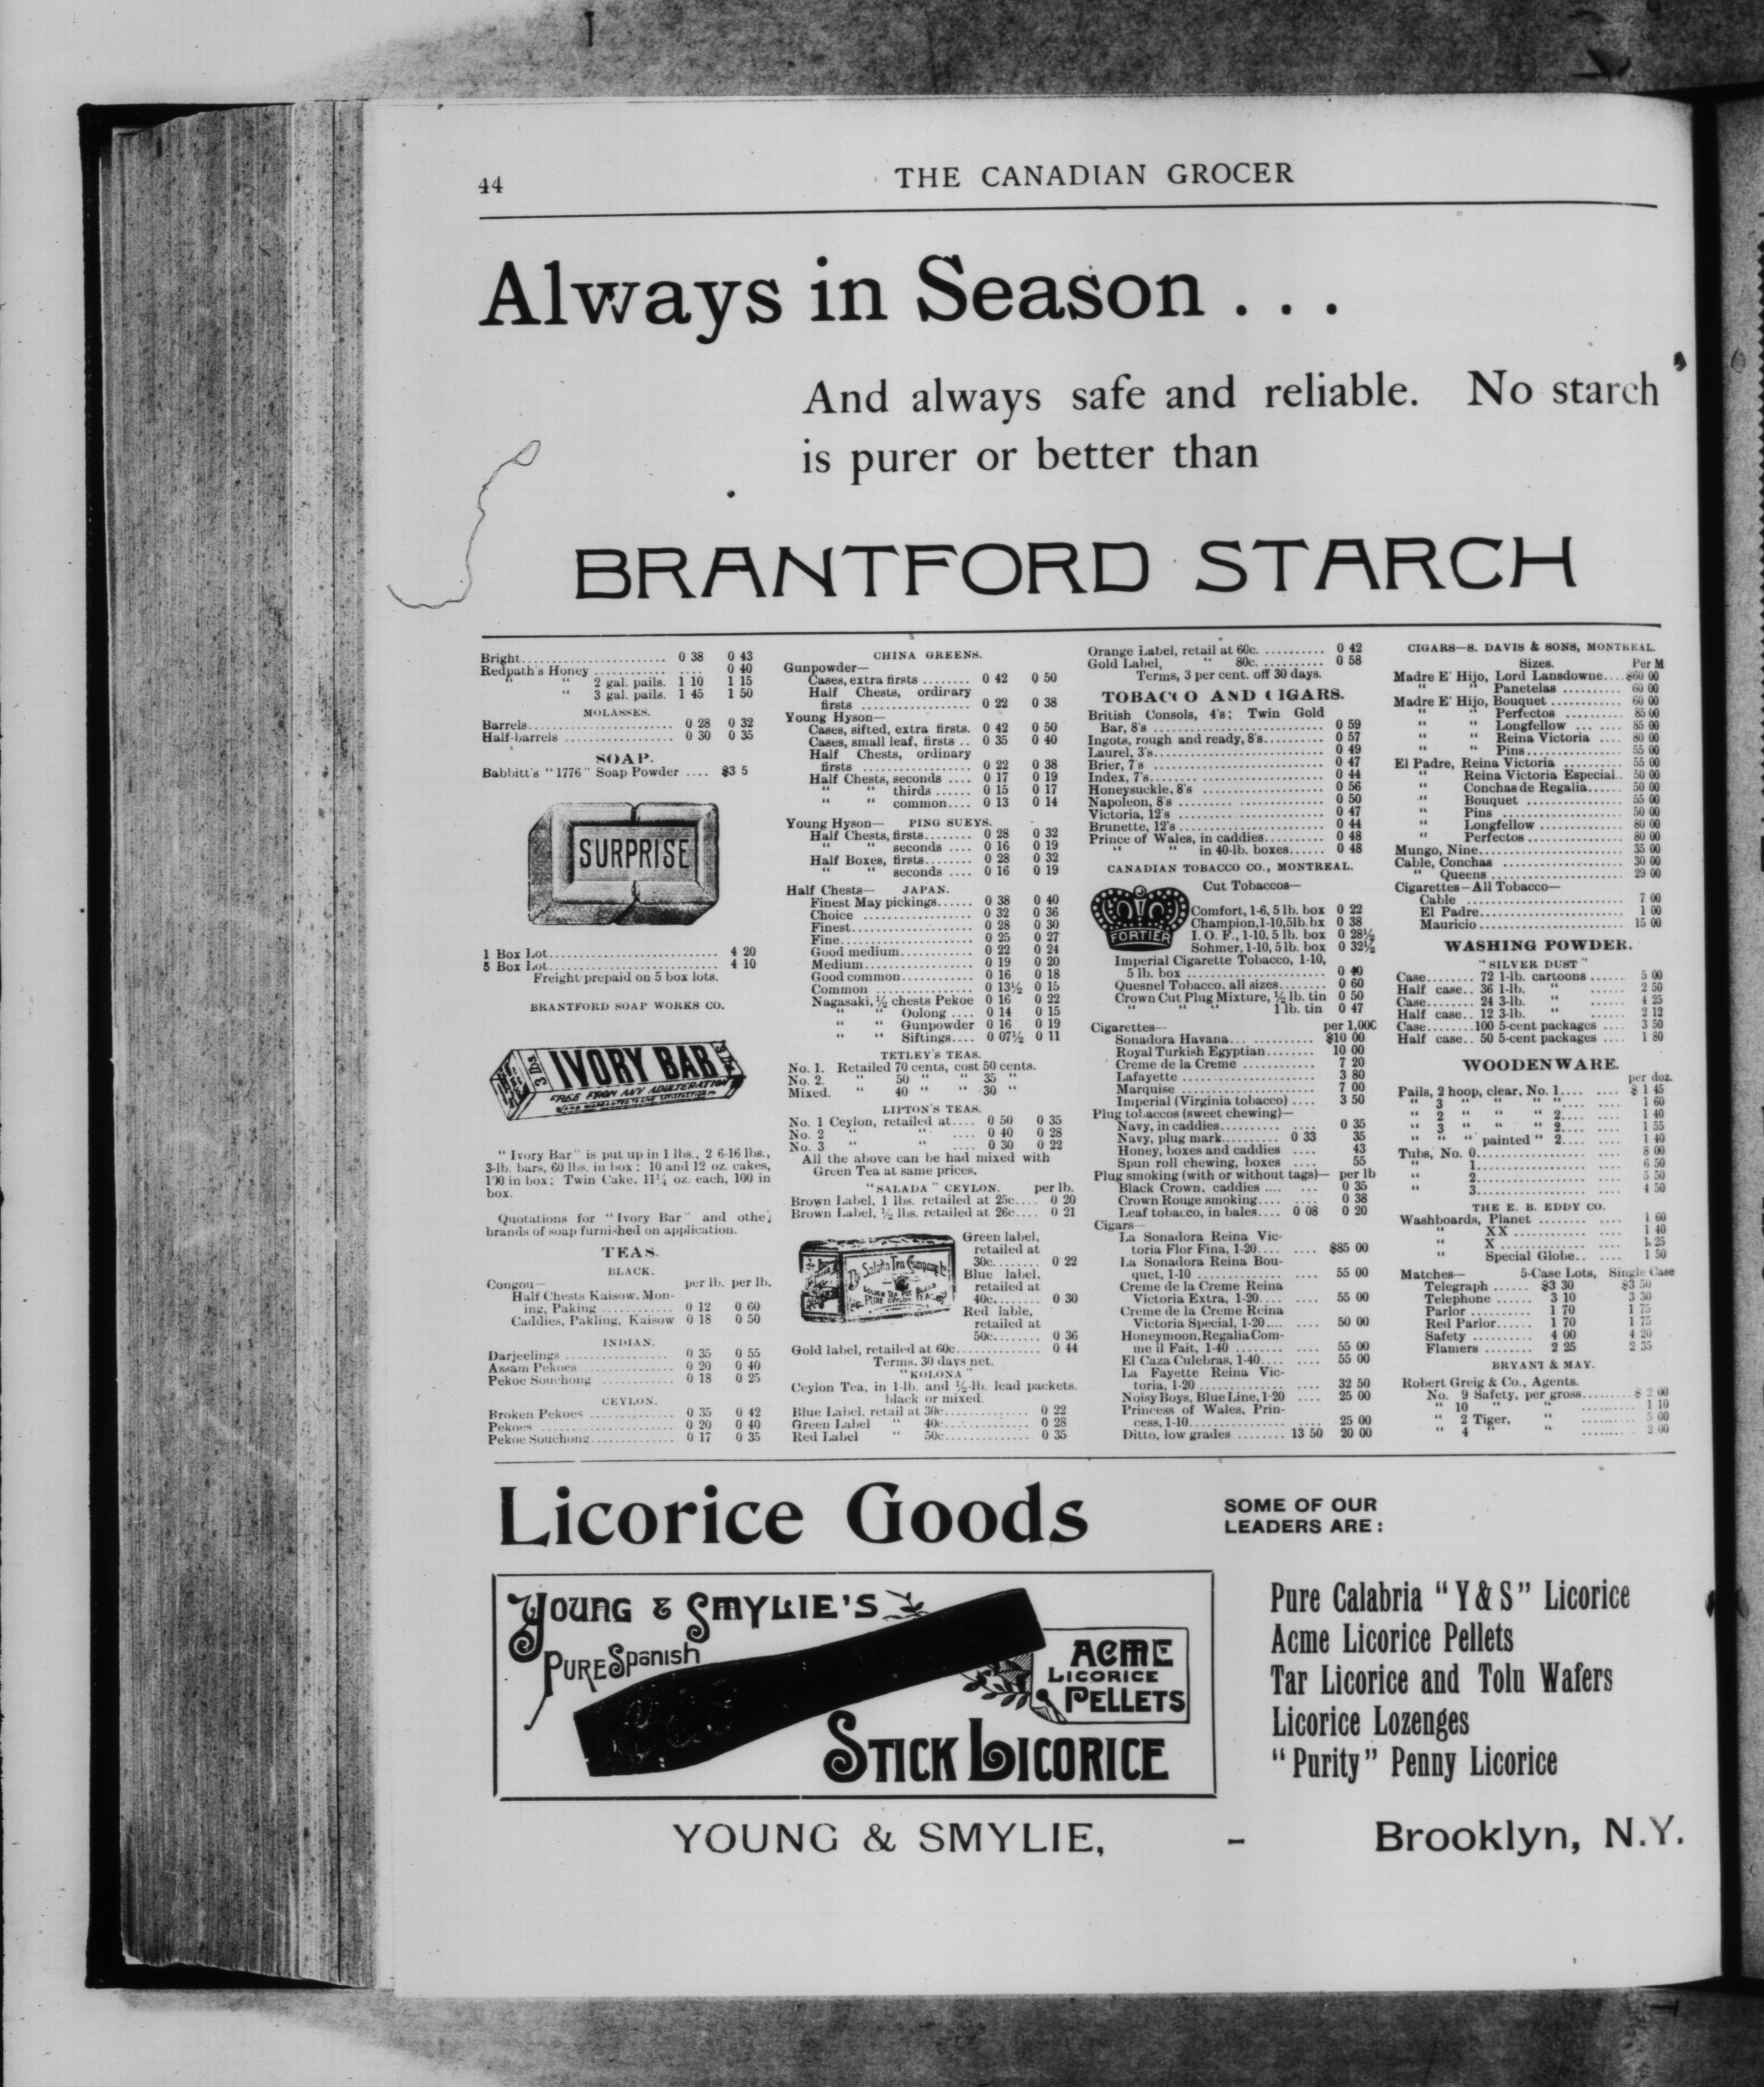 44
THE CANADIAN GROCER
Always in Season . . .
And always safe and reliable. No starch
is purer or better than
BRANTFORD STARCH
Bright........................ 0 38 0 43
Redpath's Honey ............ .... 0 40
" " 2 gal. pails. 1 10 1 15
" 3 gal. pails. 1 45 1 50
MOLASSES.
Barrels........................ 0 28 0 32
Half-barrels .................. 0 30 0 35
SOAP.
Babbitt's "1776" Soap Powder .... $3 5
SURPRISE
1 Box Lot............................ 4 20
5 Box Lot............................ 4 10
Freight prepaid on 5 box lots.
BRANTFORD SOAP WORKS CO.
3 lbs IVORY BAR
FREE FROM ANY ADULTERATION
"Ivory Bar" is put up in 1 lbs., 2 6-16 lbs.,
3-lb. bars, 60 lbs. in box; 10 and 12 oz. cakes,
100 in box; Twin Cake, 11¼ oz. each, 100 in
box.
Quotations for "Ivory Bar" and othe;
brands of soap furnished on application.
TEAS.
BLACK.
Congou— per lb. per lb.
Half Chests Kaisow, Mon-
ing, Paking ............ 0 12 0 60
Caddies, Pakling, Kaisow 0 18 0 50
INDIAN.
Darjeelings .................. 0 35 0 55
Assam Pekoes................ 0 20 0 40
Pekoe Souchong ............ 0 18 0 25
CEYLON.
Broken Pekoes .............. 0 35 0 42
Pekoes ...................... 0 20 0 40
Pekoe Souchong.............. 0 17 0 35
CHINA GREENS.
Gunpowder—
Cases, extra firsts ........ 0 42 0 50
Half Chests, ordinary
firsts .................. 0 22 0 38
Young Hyson—
Cases, sifted, extra firsts. 0 42 0 50
Cases, small leaf, firsts .. 0 35 0 40
Half Chests, ordinary
firsts .................. 0 22 0 38
Half Chests, seconds .... 0 17 0 19
" " thirds ...... 0 15 0 17
" " common.... 0 13 0 14
Young Hyson— PING SUEYS.
Half Chests, firsts........ 0 28 0 32
" " seconds .... 0 16 0 19
Half Boxes, firsts........ 0 28 0 32
" " seconds .... 0 16 0 19
Half Chests— JAPAN.
Finest May pickings...... 0 38 0 40
Choice .................. 0 32 0 36
Finest.................... 0 28 0 30
Fine...................... 0 25 0 27
Good medium............ 0 22 0 24
Medium.................. 0 19 0 20
Good common............ 0 16 0 18
Common ................ 0 13½ 0 15
Nagasaki, ½ chests Pekoe 0 16 0 22
" " Oolong .... 0 14 0 15
" " Gunpowder 0 16 0 19
" " Siftings.... 0 07½ 0 11
TETLEY'S TEAS.
No. 1. Retailed 70 cents, cost 50 cents.
No. 2. " 50 " " 35 "
Mixed. " 40 " " 30 "
LIPTON'S TEAS.
No. 1 Ceylon, retailed at.... 0 50 0 35
No. 2 " " .... 0 40 0 28
No. 3 " " .... 0 30 0 22
All the above can be had mixed with
Green Tea at same prices.
"SALADA" CEYLON. per lb.
Brown Label, 1 lbs. retailed at 25c.... 0 20
Brown Label, ½ lbs. retailed at 26c.... 0 21
Green label,
retailed at
30c........ 0 22
Blue label,
retailed at
40c........ 0 30
Red lable,
retailed at
50c........ 0 36
Gold label, retailed at 60c............ 0 44
Terms, 30 days net.
"KOLONA"
Ceylon Tea, in 1-lb. and ½-lb. lead packets.
black or mixed.
Blue Label, retail at 30c.............. 0 22
Green Label " 40c.............. 0 28
Red Label " 50c.............. 0 35
Orange Label, retail at 60c. .......... 0 42
Gold Label, " 80c. .......... 0 58
Terms, 3 per cent. off 30 days.
TOBACCO AND CIGARS.
British Consols, 4's; Twin Gold
Bar, 8's ............................ 0 59
Ingots, rough and ready, 8's.......... 0 57
Laurel, 3's............................ 0 49
Brier, 7's ............................ 0 47
Index, 7's............................ 0 44
Honeysuckle, 8's .................... 0 56
Napoleon, 8's ........................ 0 50
Victoria, 12's ........................ 0 47
Brunette, 12's........................ 0 44
Prince of Wales, in caddies.......... 0 48
" " in 40-lb. boxes...... 0 48
CANADIAN TOBACCO CO., MONTREAL.
FORTIER
Cut Tobaccos—
Comfort, 1-6, 5 lb. box 0 22
Champion, 1-10, 5lb. bx 0 38
I. O. F., 1-10, 5 lb. box 0 28½
Sohmer, 1-10, 5 lb. box 0 32½
Imperial Cigarette Tobacco, 1-10,
5 lb. box ........................ 0 40
Quesnel Tobacco, all sizes........ 0 60
Crown Cut Plug Mixture, ½ lb. tin 0 50
" " " 1 lb. tin 0 47
Cigarettes— per 1,000
Sonadora Havana.............. $10 00
Royal Turkish Egyptian........ 10 00
Creme de la Creme ............ 7 20
Lafayette ...................... 3 80
Marquise ...................... 7 00
Imperial (Virginia tobacco) .... 3 50
Plug tobaccos (sweet chewing)—
Navy, in caddies.......... .... 0 35
Navy, plug mark.......... 0 33 35
Honey, boxes and caddies .... 43
Spun roll chewing, boxes .... 55
Plug smoking (with or without tags)— per lb
Black Crown, caddies .... ... 0 35
Crown Rouge smoking.... .... 0 38
Leaf tobacco, in bales.... 0 08 0 20
Cigars—
La Sonadora Reina Vic-
toria Flor Fina, 1-20.... .... $85 00
La Sonadora Reina Bou-
quet, 1-10 .............. .... 55 00
Creme de la Creme Reina
Victoria Extra, 1-20.... .... 55 00
Creme de la Creme Reina
Victoria Special, 1-20.... .... 50 00
Honeymoon, Regalia Com-
me il Fait, 1-40 ........ .... 55 00
El Caza Culebras, 1-40.... .... 55 00
La Fayette Reina Vic-
toria, 1-20 .............. .... 32 50
Noisy Boys, Blue Line, 1-20 .... 25 00
Princess of Wales, Prin-
cess, 1-10................ .... 25 00
Ditto, low grades ........ 13 50 20 00
CIGARS—S. DAVIS & SONS, MONTREAL.
Sizes. Per M
Madre E' Hijo, Lord Lansdowne.... $60 00
" " Panetelas .......... 60 00
Madre E' Hijo, Bouquet ............ 60 00
" " Perfectos .......... 85 00
" " Longfellow ........ 85 00
" " Reina Victoria .... 80 00
" " Pins................ 55 00
El Padre, Reina Victoria .......... 55 00
" Reina Victoria Especial.. 50 00
" Conchas de Regalia...... 50 00
" Bouquet ................ 55 00
" Pins .................... 50 00
" Longfellow .............. 80 00
" Perfectos................ 80 00
Mungo, Nine........................ 35 00
Cable, Conchas .................... 30 00
" Queens ...................... 29 00
Cigarettes—All Tobacco—
Cable .......................... 7 00
El Padre........................ 1 00
Mauricio........................ 15 00
WASHING POWDER.
"SILVER DUST"
Case........ 72 1-lb. cartoons ...... 5 00
Half case.. 36 1-lb. " ...... 2 50
Case........ 24 3-lb. " ...... 4 25
Half case.. 12 3-lb. " ...... 2 12
Case........100 5-cent packages .... 3 50
Half case.. 50 5-cent packages .... 1 80
WOODENWARE.
per doz.
Pails, 2 hoop, clear, No. 1.... .... $ 1 45
" 3 " " " ".... .... 1 60
" 2 " " " 2.... .... 1 40
" 3 " " " 2.... .... 1 55
" " " painted " 2.... .... 1 40
Tubs, No. 0.................... .... 8 00
" 1.................... .... 6 50
" 2.................... .... 5 50
" 3.................... .... 4 50
THE E. B. EDDY CO.
Washboards, Planet ........ .... 1 60
" XX ............ .... 1 40
" X .............. .... 1 25
" Special Globe.. .... 1 50
Matches— 5-Case Lots, Single Case
Telegraph ...... $3 30 $3 50
Telephone ...... 3 10 3 30
Parlor .......... 1 70 1 75
Red Parlor...... 1 70 1 75
Safety .......... 4 00 4 20
Flamers ........ 2 25 2 35
BRYANT & MAY.
Robert Greig & Co., Agents.
No. 9 Safety, per gross.......... $ 2 00
" 10 " " .......... 1 10
" 2 Tiger, " .......... 5 00
" 4 " " .......... 2 00
Licorice Goods
SOME OF OUR
LEADERS ARE:
YOUNG & SMYLIE'S
PURE Spanish
ACME
LICORICE
PELLETS
STICK LICORICE
Pure Calabria "Y & S" Licorice
Acme Licorice Pellets
Tar Licorice and Tolu Wafers
Licorice Lozenges
"Purity" Penny Licorice
YOUNG & SMYLIE, - Brooklyn, N.Y.